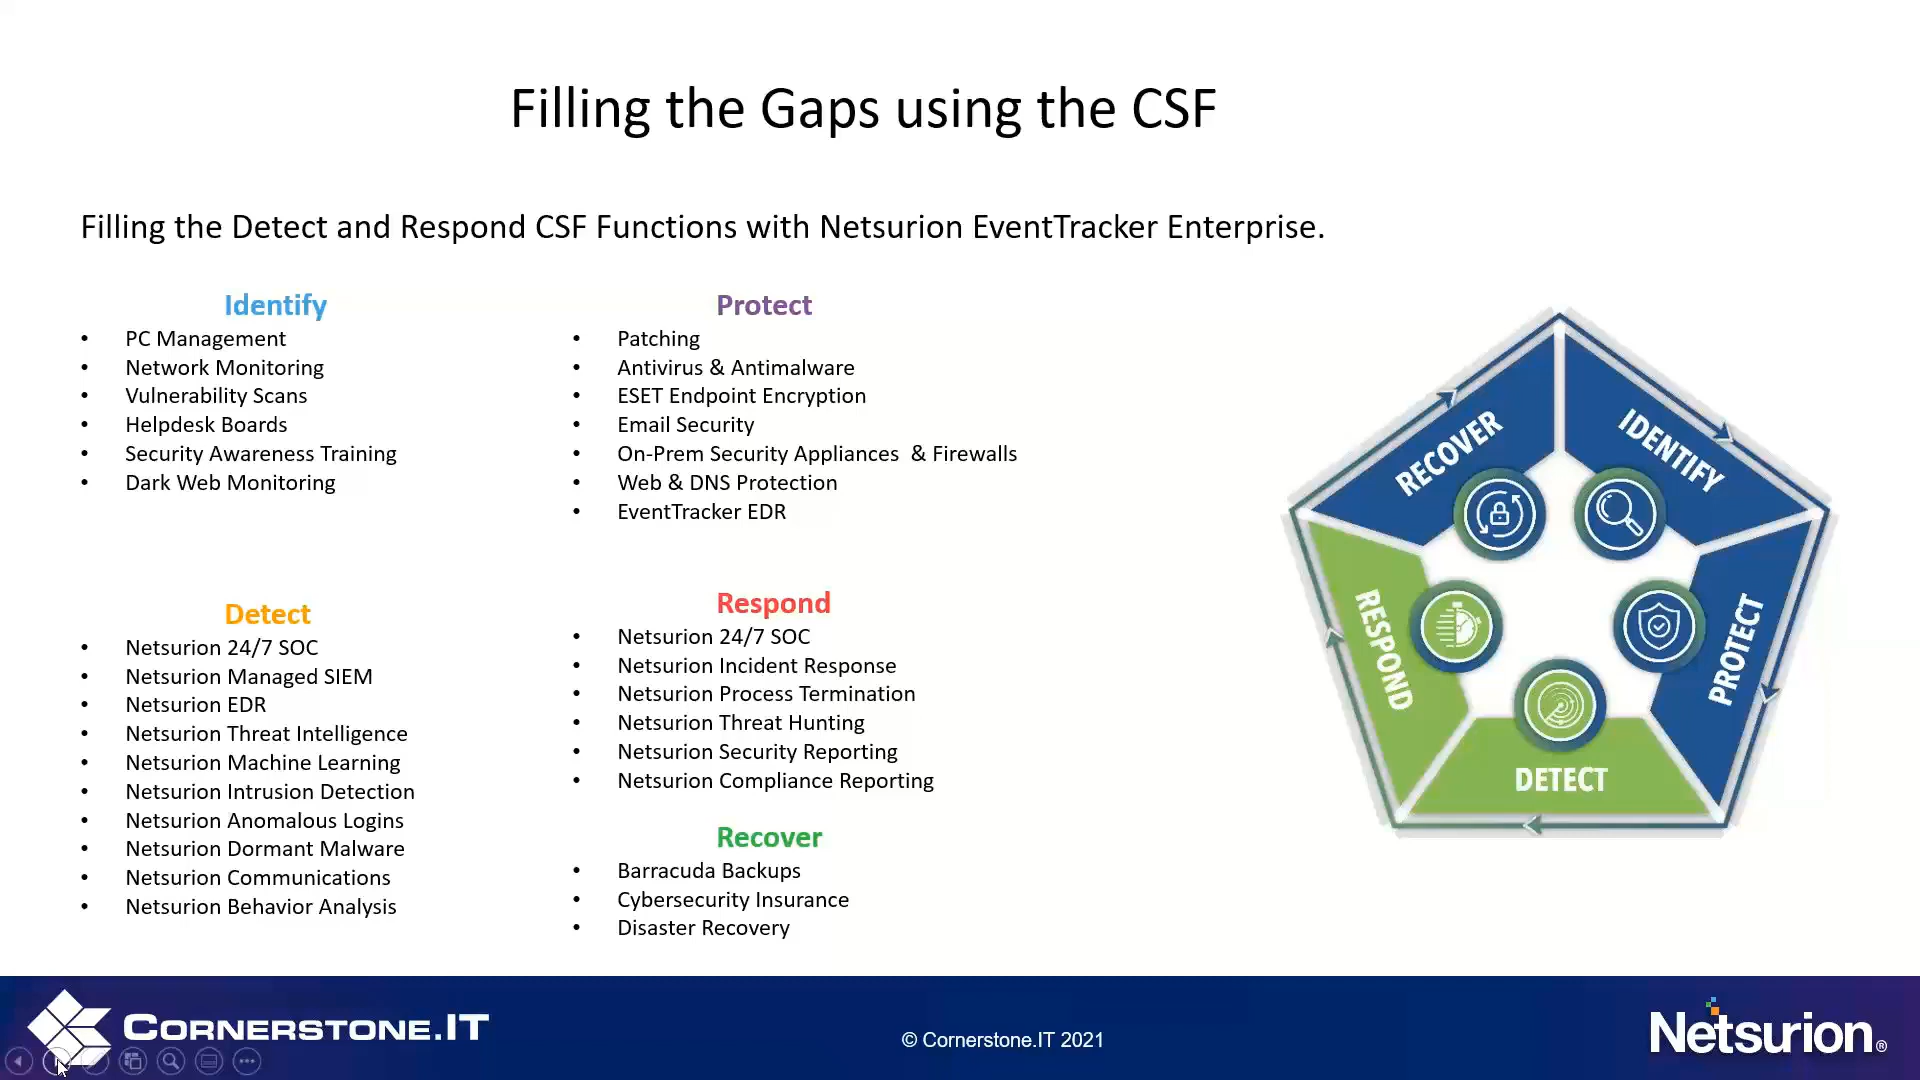 Filling the Gaps using the CSF
Filling the Detect and Respond CSF Functions with Netsurion EventTracker Enterprise.
Identify
• PC Management
• Network Monitoring
• Vulnerability Scans
• Helpdesk Boards
• Security Awareness Training
• Dark Web Monitoring
Protect
• Patching
• Antivirus & Antimalware
• ESET Endpoint Encryption
• Email Security
• On-Prem Security Appliances & Firewalls
• Web & DNS Protection
• EventTracker EDR
Detect
• Netsurion 24/7 SOC
• Netsurion Managed SIEM
• Netsurion EDR
• Netsurion Threat Intelligence
• Netsurion Machine Learning
• Netsurion Intrusion Detection
• Netsurion Anomalous Logins
• Netsurion Dormant Malware
• Netsurion Communications
• Netsurion Behavior Analysis
Respond
• Netsurion 24/7 SOC
• Netsurion Incident Response
• Netsurion Process Termination
• Netsurion Threat Hunting
• Netsurion Security Reporting
• Netsurion Compliance Reporting
Recover
• Barracuda Backups
• Cybersecurity Insurance
• Disaster Recovery
RECOVER
IDENTIFY
RESPOND
PROTECT
DETECT
CORNERSTONE.IT
© Cornerstone.IT 2021
Netsurion®